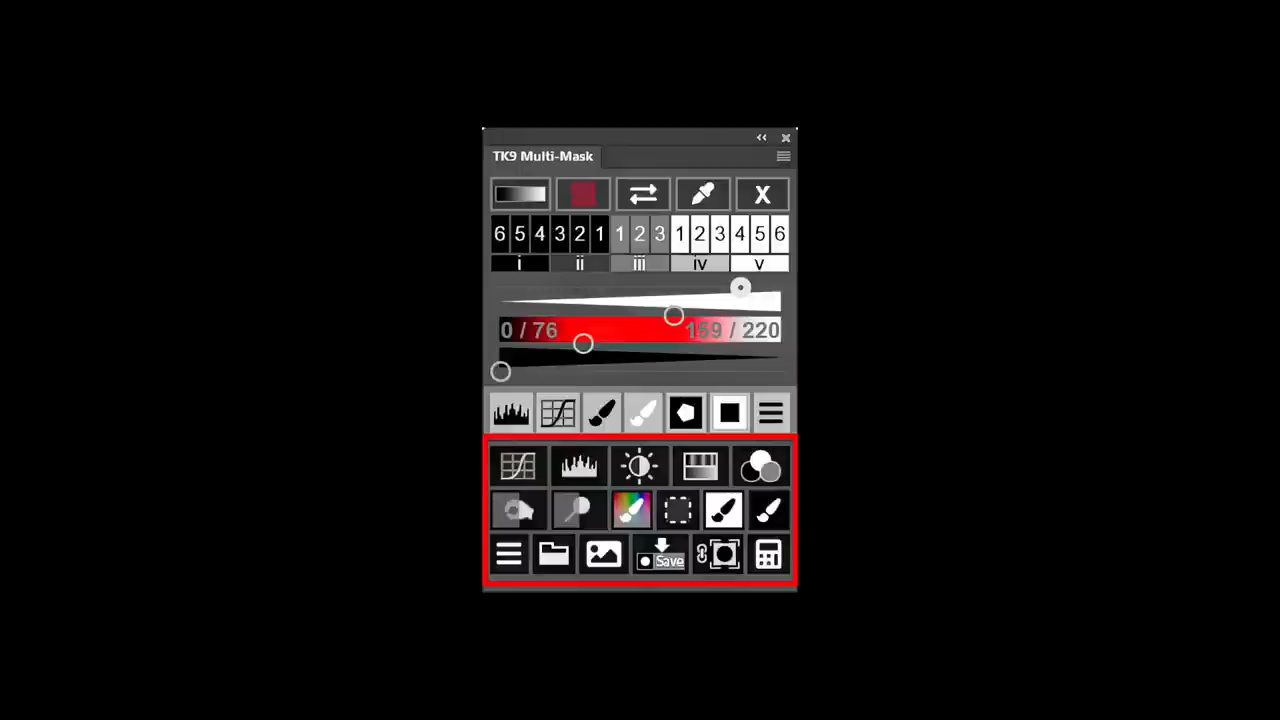 TK9 Multi-Mask
X
6 5 4 3 2 1 1 2 3 1 2 3 4 5 6
i ii iii iv v
0 / 76 159 / 220
Save